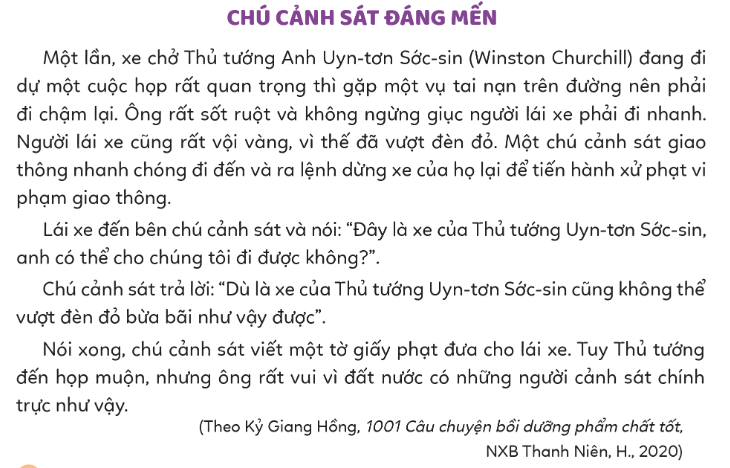 CHÚ CẢNH SÁT ĐÁNG MẾN
Một lần, xe chở Thủ tướng Anh Uyn-tơn Sớc-sin (Winston Churchill) đang đi
dự một cuộc họp rất quan trọng thì gặp một vụ tai nạn trên đường nên phải
đi chậm lại. Ông rất sốt ruột và không ngừng giục người lái xe phải đi nhanh.
Người lái xe cũng rất vội vàng, vì thế đã vượt đèn đỏ. Một chú cảnh sát giao
thông nhanh chóng đi đến và ra lệnh dừng xe của họ lại để tiến hành xử phạt vi
phạm giao thông.
Lái xe đến bên chú cảnh sát và nói: “Đây là xe của Thủ tướng Uyn-tơn Sớc-sin,
anh có thể cho chúng tôi đi được không?”.
Chú cảnh sát trả lời: “Dù là xe của Thủ tướng Uyn-tơn Sớc-sin cũng không thể
vượt đèn đỏ bừa bãi như vậy được”.
Nói xong, chú cảnh sát viết một tờ giấy phạt đưa cho lái xe. Tuy Thủ tướng
đến họp muộn, nhưng ông rất vui vì đất nước có những người cảnh sát chính
trực như vậy.
(Theo Kỷ Giang Hồng, 1001 Câu chuyện bồi dưỡng phẩm chất tốt,
NXB Thanh Niên, H., 2020)